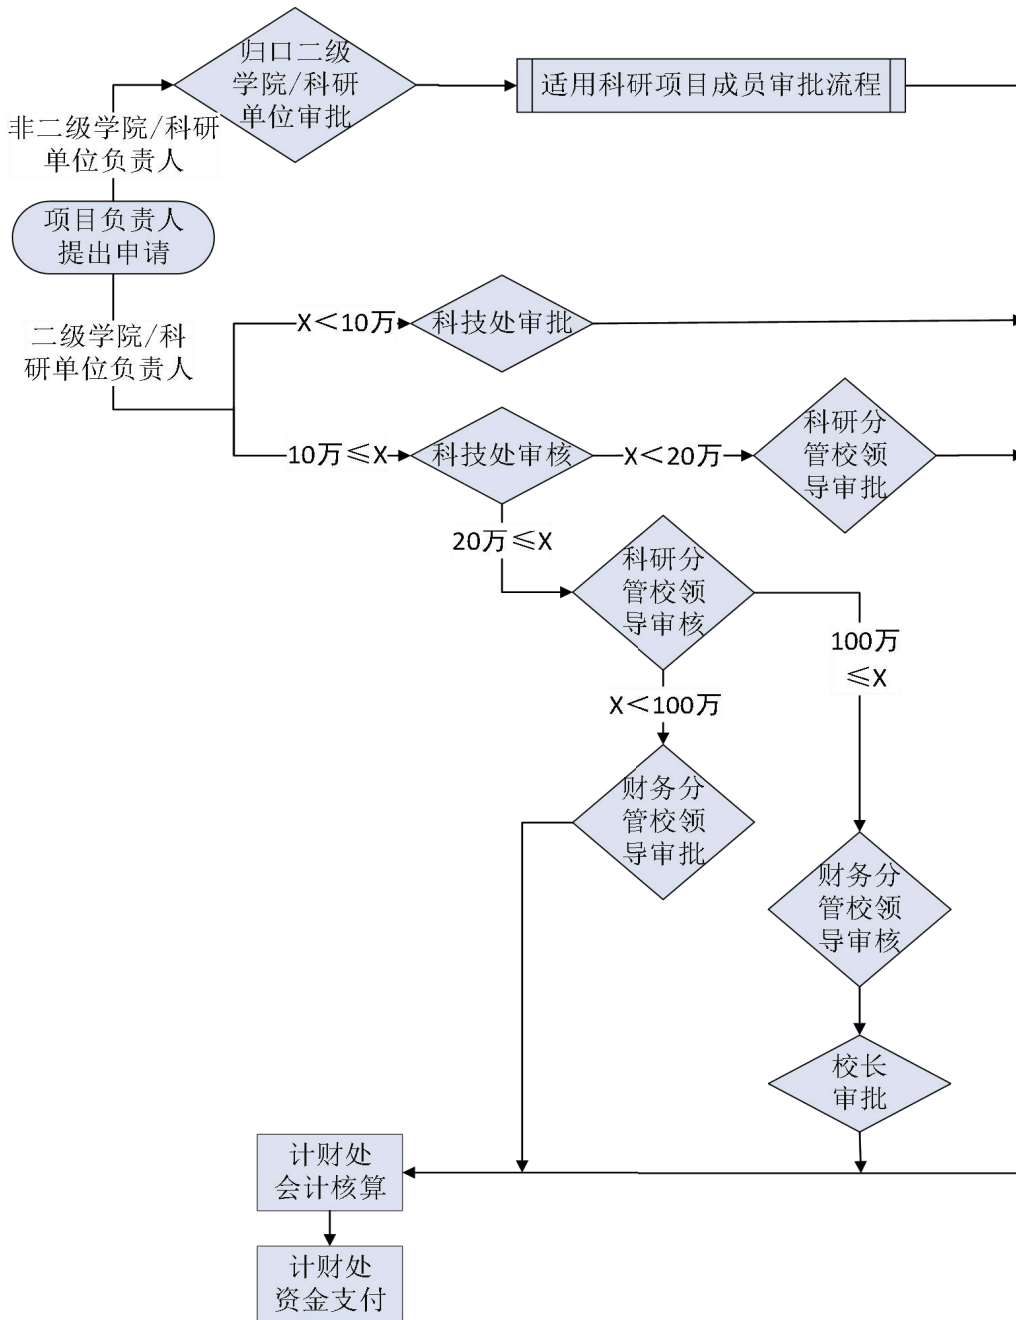 归口二级
学院/科研
单位审批
适用科研项目成员审批流程
非二级学院/科研
单位负责人
项目负责人
提出申请
二级学院/科
研单位负责人
X＜10万
科技处审批
10万≤X
科技处审核
X＜20万
科研分
管校领
导审批
20万≤X
科研分
管校领
导审核
100万
≤X
X＜100万
财务分
管校领
导审批
财务分
管校领
导审核
校长
审批
计财处
会计核算
计财处
资金支付